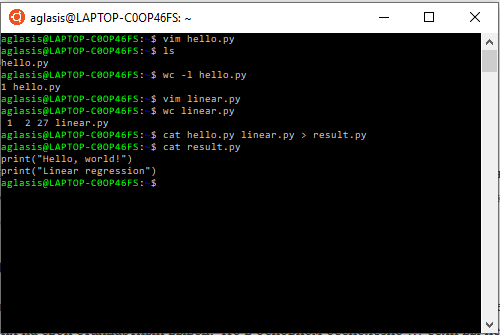 aglasis@LAPTOP-C0OP46FS: ~
aglasis@LAPTOP-C0OP46FS:~$ vim hello.py
aglasis@LAPTOP-C0OP46FS:~$ ls
hello.py
aglasis@LAPTOP-C0OP46FS:~$ wc -l hello.py
1 hello.py
aglasis@LAPTOP-C0OP46FS:~$ vim linear.py
aglasis@LAPTOP-C0OP46FS:~$ wc linear.py
 1  2 27 linear.py
aglasis@LAPTOP-C0OP46FS:~$ cat hello.py linear.py > result.py
aglasis@LAPTOP-C0OP46FS:~$ cat result.py
print("Hello, world!")
print("Linear regression")
aglasis@LAPTOP-C0OP46FS:~$